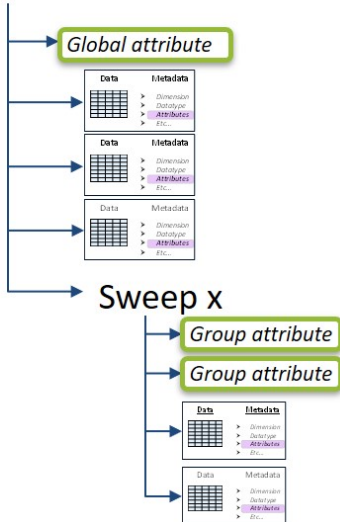 Global attribute
Data Metadata
➤ Dimension
➤ Datatype
➤ Attributes
➤ Etc...
Data Metadata
➤ Dimension
➤ Datatype
➤ Attributes
➤ Etc...
Data Metadata
➤ Dimension
➤ Datatype
➤ Attributes
➤ Etc...
Sweep x
Group attribute
Group attribute
Data Metadata
➤ Dimension
➤ Datatype
➤ Attributes
➤ Etc...
Data Metadata
➤ Dimension
➤ Datatype
➤ Attributes
➤ Etc...